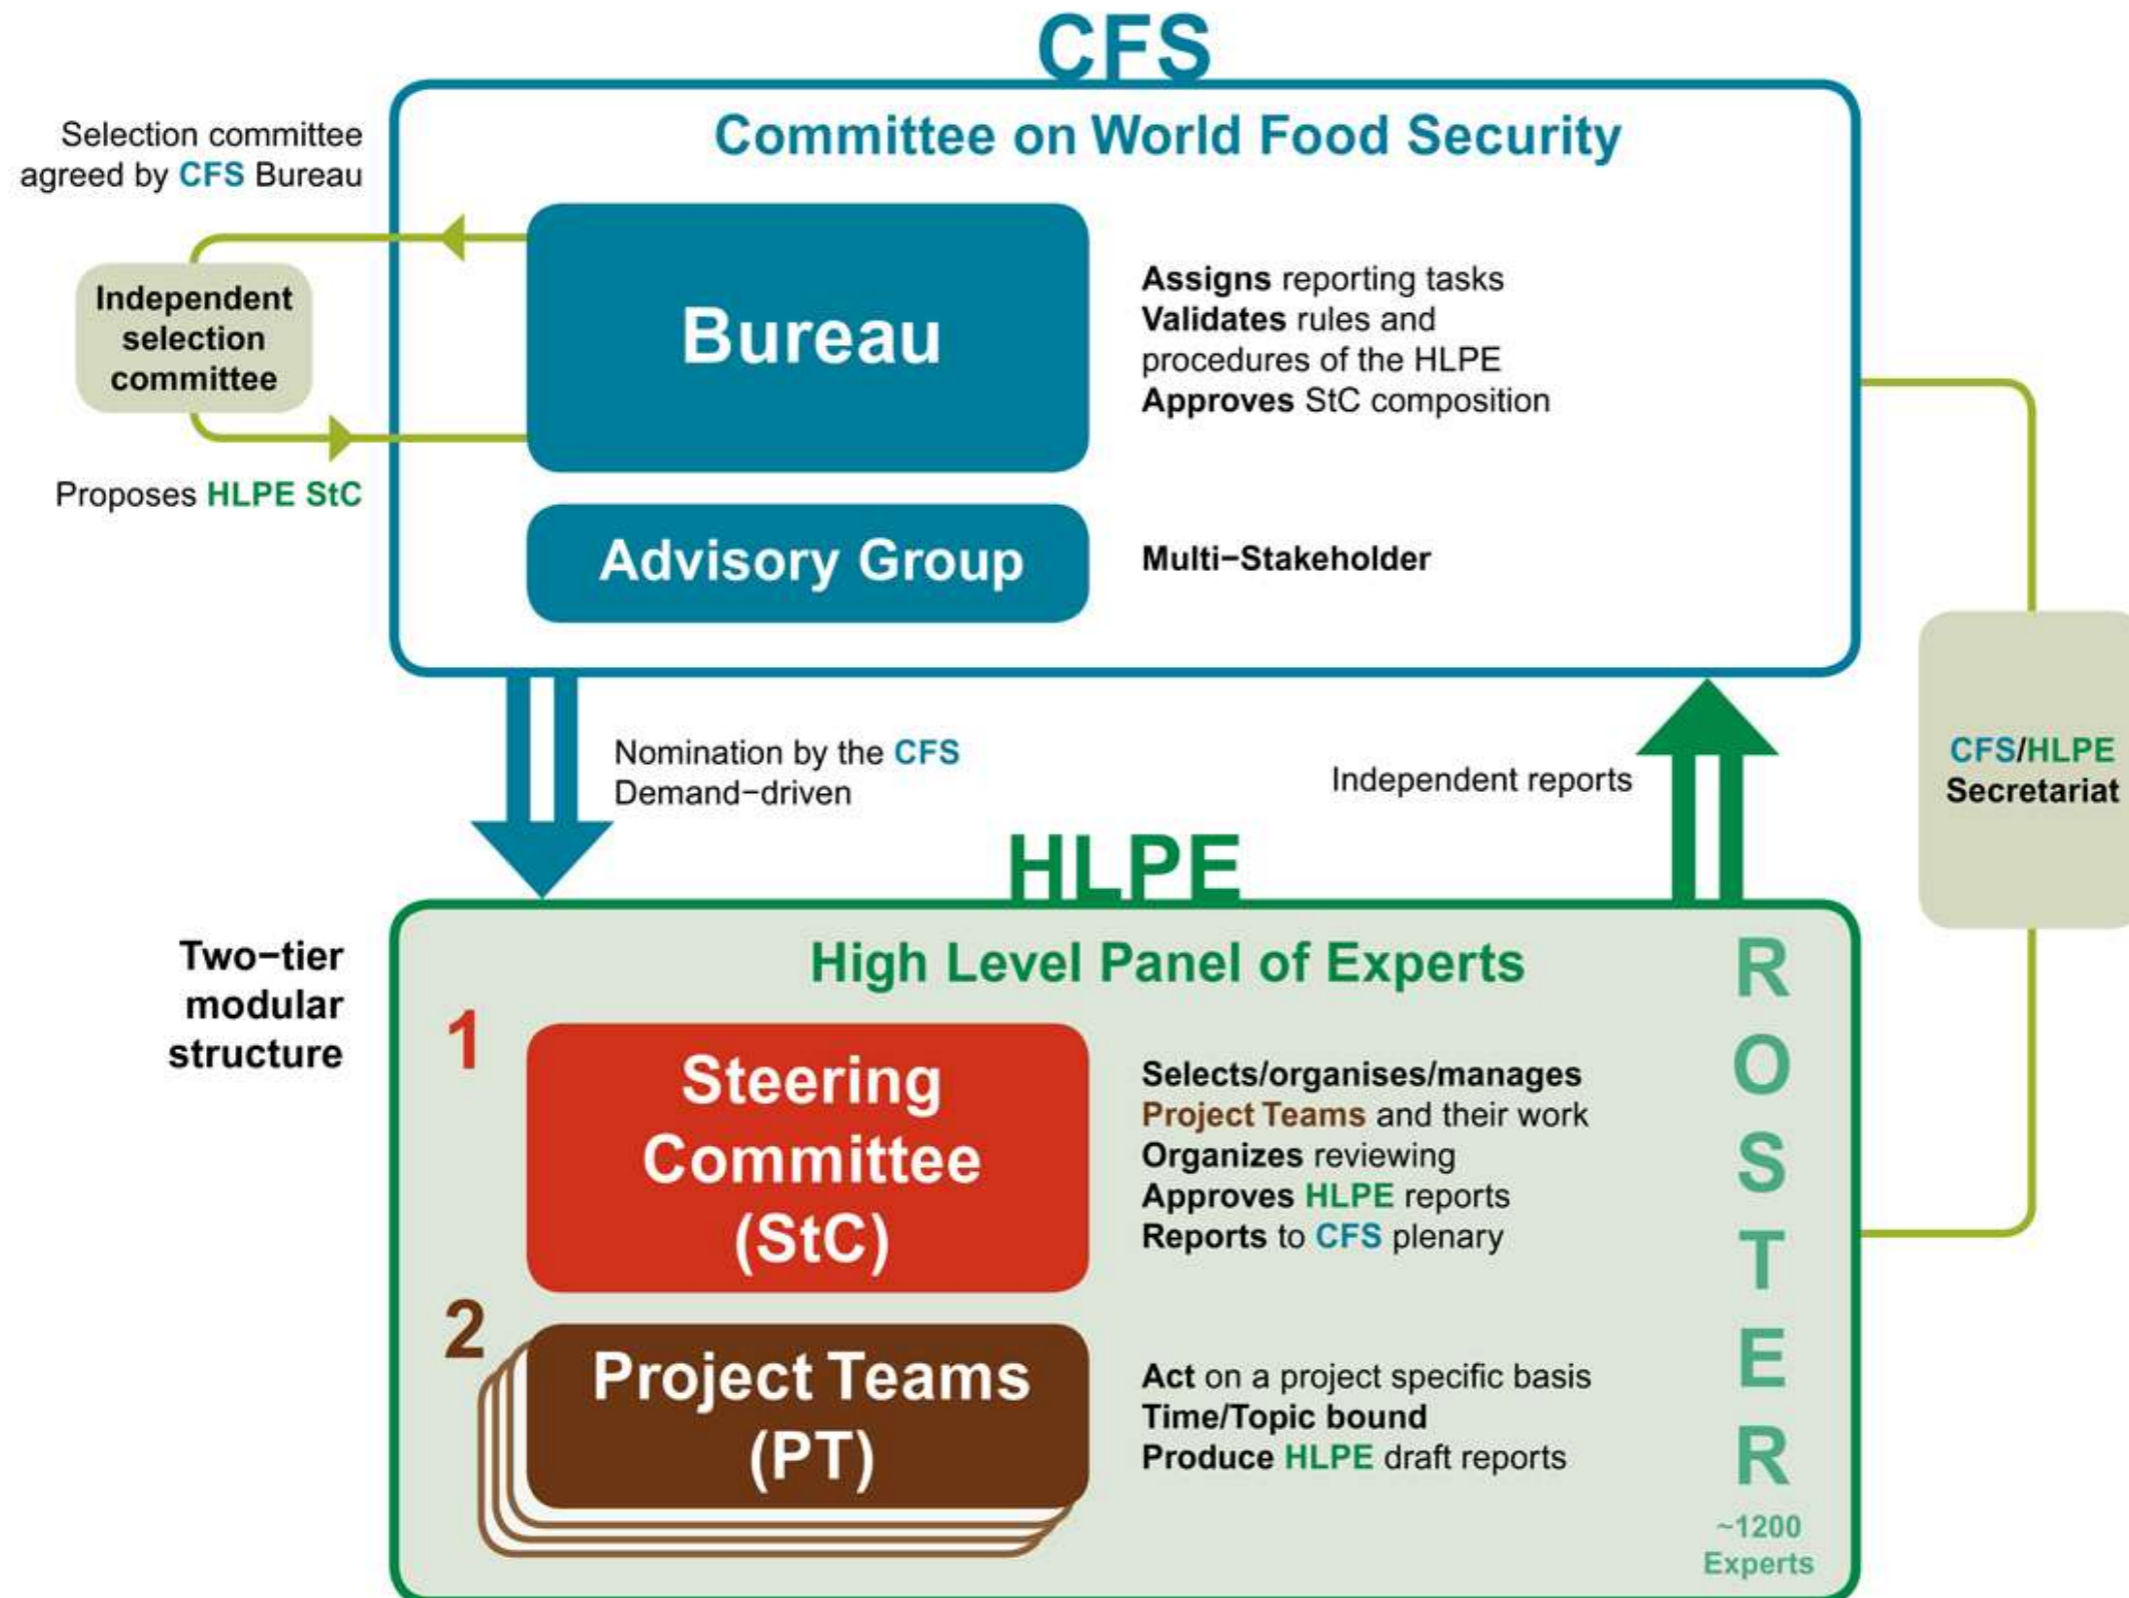 CFS
Committee on World Food Security
Selection committee
agreed by CFS Bureau
Independent
selection
committee
Proposes HLPE StC
Bureau
Assigns reporting tasks
Validates rules and
procedures of the HLPE
Approves StC composition
Advisory Group
Multi−Stakeholder
Nomination by the CFS
Demand−driven
Independent reports
CFS/HLPE
Secretariat
HLPE
High Level Panel of Experts
Two−tier
modular
structure
1
Steering
Committee
(StC)
Selects/organises/manages
Project Teams and their work
Organizes reviewing
Approves HLPE reports
Reports to CFS plenary
2
Project Teams
(PT)
Act on a project specific basis
Time/Topic bound
Produce HLPE draft reports
ROSTER
~1200
Experts